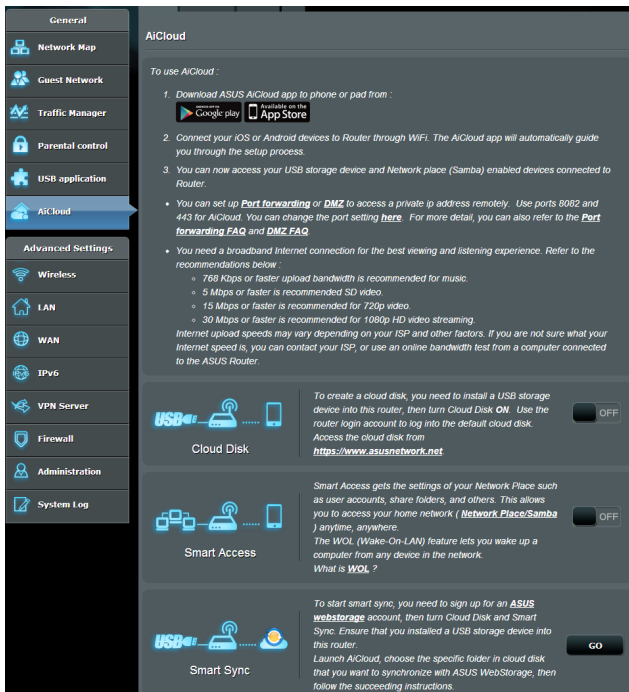 General
Network Map
Guest Network
Traffic Manager
Parental control
USB application
AiCloud
Advanced Settings
Wireless
LAN
WAN
IPv6
VPN Server
Firewall
Administration
System Log
AiCloud
To use AiCloud :
1. Download ASUS AiCloud app to phone or pad from :
ANDROID APP ON
Google play
Available on the
App Store
2. Connect your iOS or Android devices to Router through WiFi. The AiCloud app will automatically guide
you through the setup process.
3. You can now access your USB storage device and Network place (Samba) enabled devices connected to
Router.
• You can set up Port forwarding or DMZ to access a private ip address remotely. Use ports 8082 and
443 for AiCloud. You can change the port setting here. For more detail, you can also refer to the Port
forwarding FAQ and DMZ FAQ.
• You need a broadband Internet connection for the best viewing and listening experience. Refer to the
recommendations below :
◦ 768 Kbps or faster upload bandwidth is recommended for music.
◦ 5 Mbps or faster is recommended SD video.
◦ 15 Mbps or faster is recommended for 720p video.
◦ 30 Mbps or faster is recommended for 1080p HD video streaming.
Internet upload speeds may vary depending on your ISP and other factors. If you are not sure what your
Internet speed is, you can contact your ISP, or use an online bandwidth test from a computer connected
to the ASUS Router.
USB
Cloud Disk
To create a cloud disk, you need to install a USB storage
device into this router, then turn Cloud Disk ON. Use the
router login account to log into the default cloud disk.
Access the cloud disk from
https://www.asusnetwork.net
OFF
Smart Access
Smart Access gets the settings of your Network Place such
as user accounts, share folders, and others. This allows
you to access your home network ( Network Place/Samba
) anytime, anywhere.
The WOL (Wake-On-LAN) feature lets you wake up a
computer from any device in the network.
What is WOL ?
OFF
USB
Smart Sync
To start smart sync, you need to sign up for an ASUS
webstorage account, then turn Cloud Disk and Smart
Sync. Ensure that you installed a USB storage device into
this router.
Launch AiCloud, choose the specific folder in cloud disk
that you want to synchronize with ASUS WebStorage, then
follow the succeeding instructions.
GO